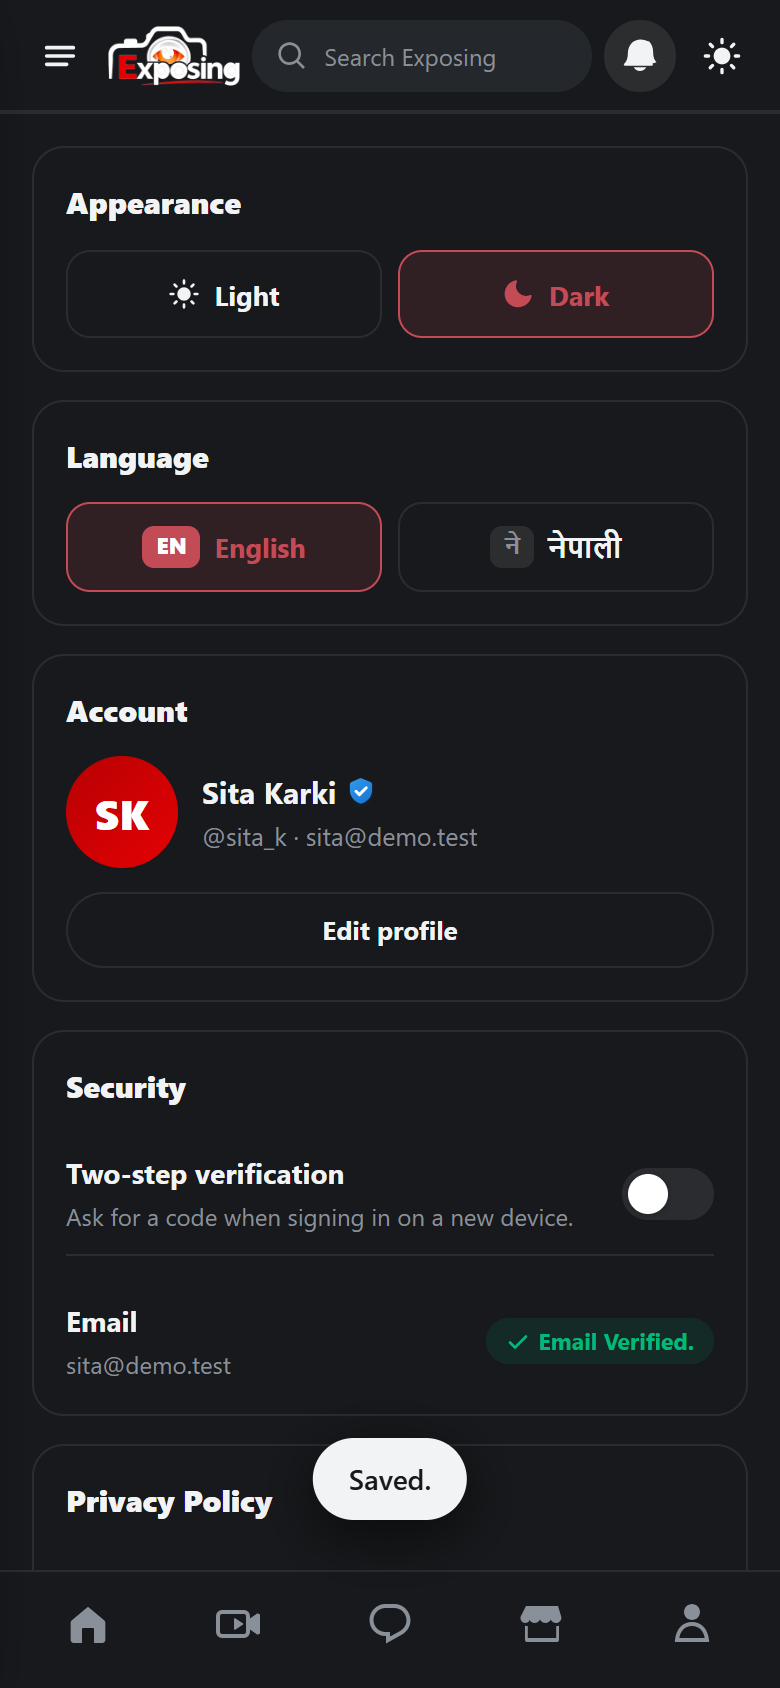 Exposing
Search Exposing
Appearance
Light
Dark
Language
EN English
ने नेपाली
Account
SK
Sita Karki
@sita_k · sita@demo.test
Edit profile
Security
Two-step verification
Ask for a code when signing in on a new device.
Email
sita@demo.test
Email Verified.
Saved.
Privacy Policy